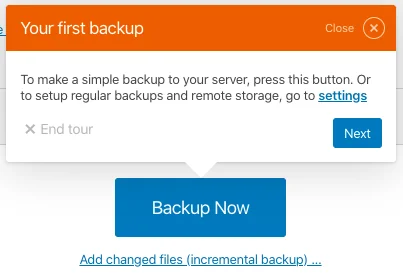 Your first backup
Close
To make a simple backup to your server, press this button. Or
to setup regular backups and remote storage, go to settings
End tour
Next
Backup Now
Add changed files (incremental backup) ...